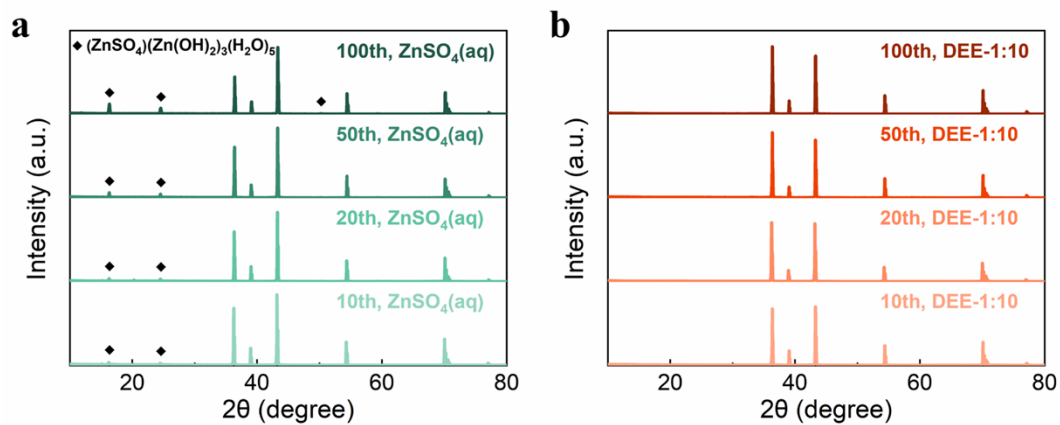 a
◆ (ZnSO₄)(Zn(OH)₂)₃(H₂O)₅
100th, ZnSO₄(aq)
50th, ZnSO₄(aq)
20th, ZnSO₄(aq)
10th, ZnSO₄(aq)
Intensity (a.u.)
20 40 60 80
2θ (degree)
b
100th, DEE-1:10
50th, DEE-1:10
20th, DEE-1:10
10th, DEE-1:10
Intensity (a.u.)
20 40 60 80
2θ (degree)